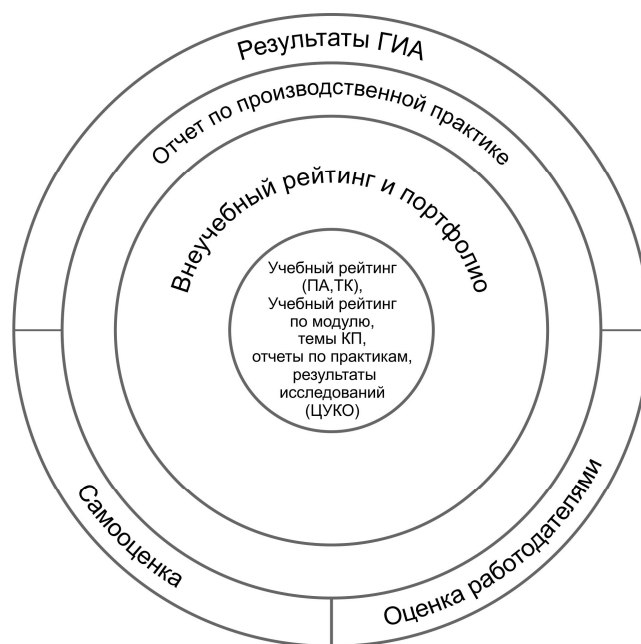 Результаты ГИА
Отчет по производственной практике
Внеучебный рейтинг и портфолио
Учебный рейтинг
(ПА,ТК),
Учебный рейтинг
по модулю,
темы КП,
отчеты по практикам,
результаты
исследований
(ЦУКО)
Самооценка
Оценка работодателями